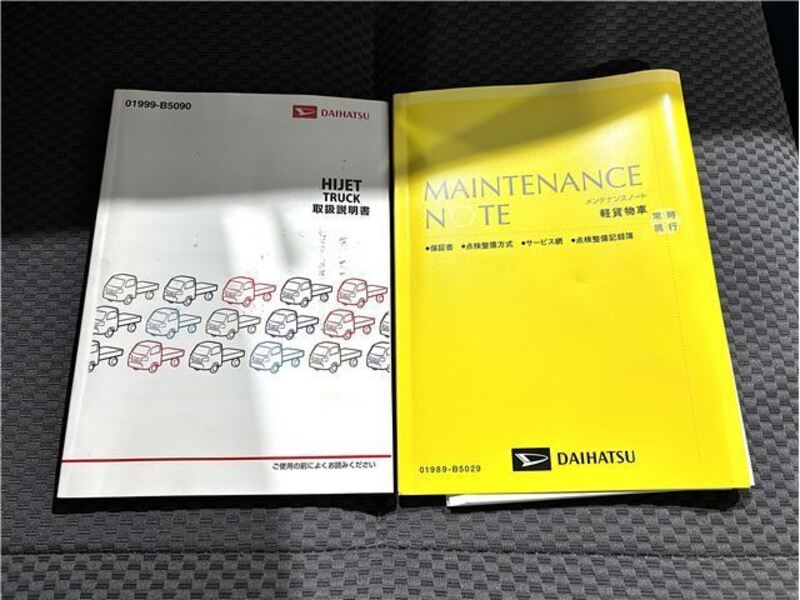 01999-B5090
DAIHATSU
HIJET
TRUCK
取扱説明書
ご使用の前によくお読みください
MAINTENANCE
NOTE
メンテナンスノート
軽貨物車
常時
携行
●保証書 ●点検整備方式 ●サービス網 ●点検整備記録簿
01989-B5029
DAIHATSU